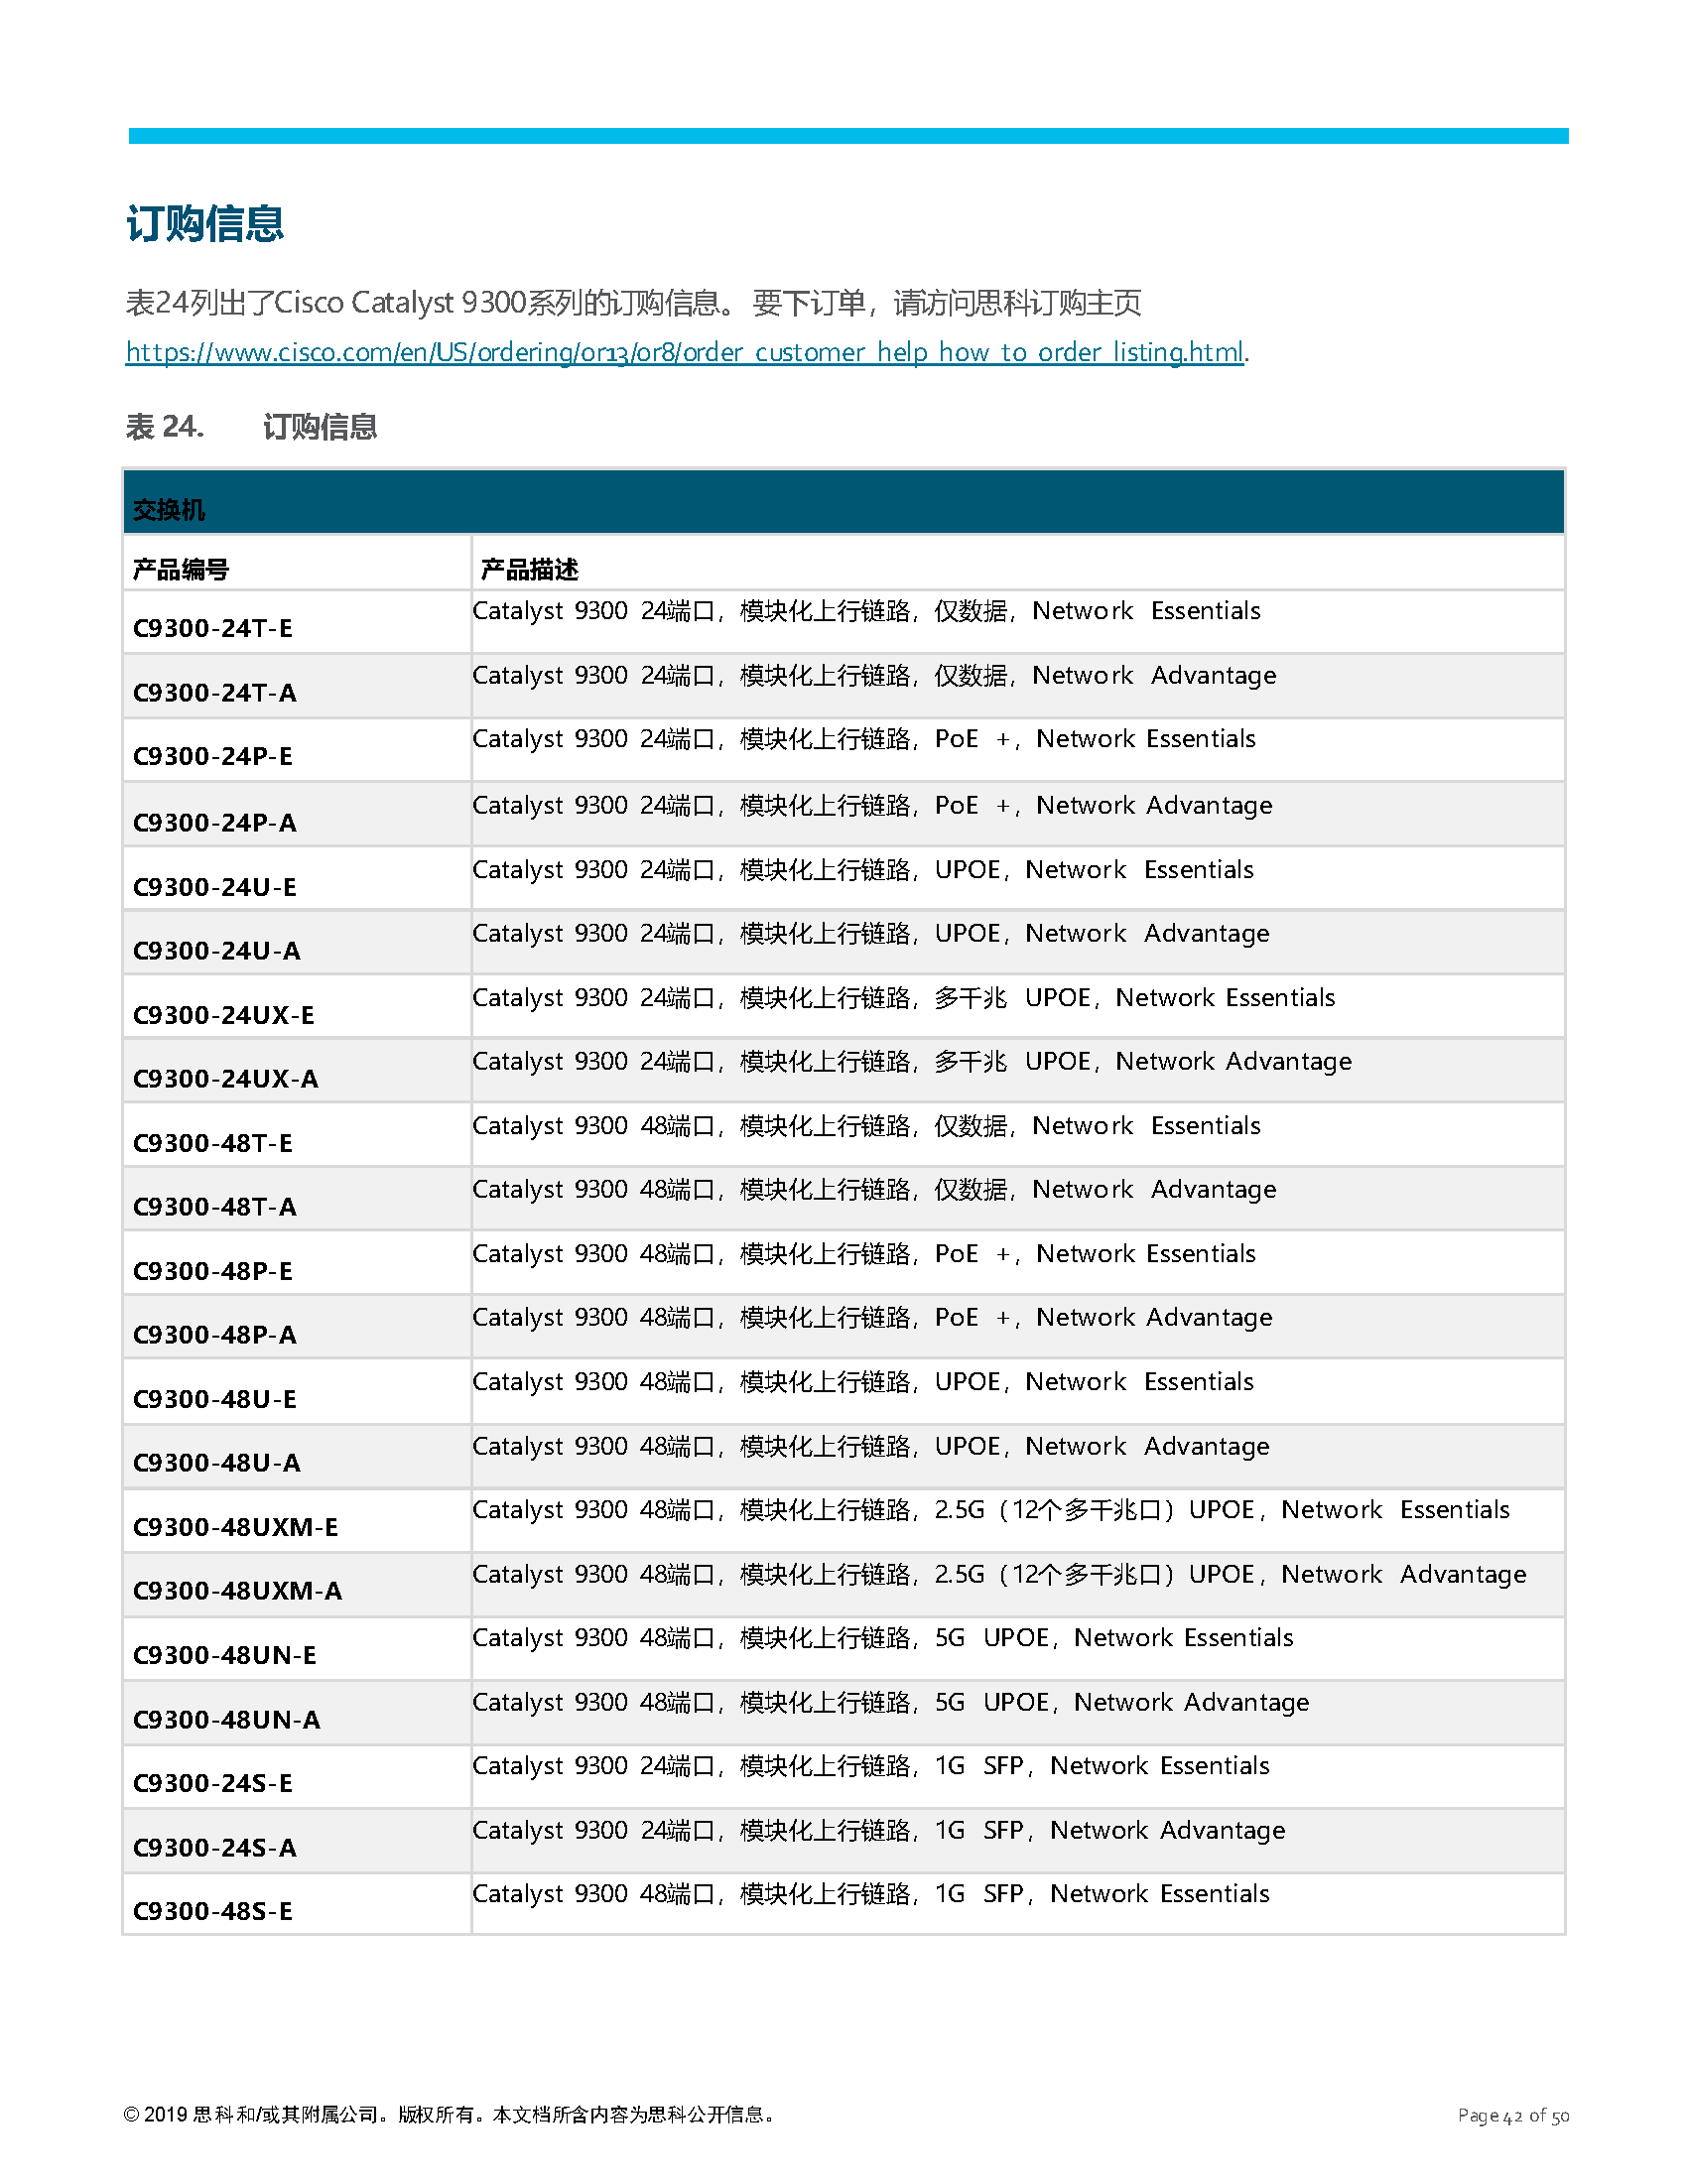 订购信息
表24列出了Cisco Catalyst 9300系列的订购信息。 要下订单，请访问思科订购主页
https://www.cisco.com/en/US/ordering/or13/or8/order_customer_help_how_to_order_listing.html.
表 24. 订购信息
交换机
产品编号 产品描述
C9300-24T-E Catalyst 9300 24端口，模块化上行链路，仅数据，Network Essentials
C9300-24T-A Catalyst 9300 24端口，模块化上行链路，仅数据，Network Advantage
C9300-24P-E Catalyst 9300 24端口，模块化上行链路，PoE +，Network Essentials
C9300-24P-A Catalyst 9300 24端口，模块化上行链路，PoE +，Network Advantage
C9300-24U-E Catalyst 9300 24端口，模块化上行链路，UPOE，Network Essentials
C9300-24U-A Catalyst 9300 24端口，模块化上行链路，UPOE，Network Advantage
C9300-24UX-E Catalyst 9300 24端口，模块化上行链路，多千兆 UPOE，Network Essentials
C9300-24UX-A Catalyst 9300 24端口，模块化上行链路，多千兆 UPOE，Network Advantage
C9300-48T-E Catalyst 9300 48端口，模块化上行链路，仅数据，Network Essentials
C9300-48T-A Catalyst 9300 48端口，模块化上行链路，仅数据，Network Advantage
C9300-48P-E Catalyst 9300 48端口，模块化上行链路，PoE +，Network Essentials
C9300-48P-A Catalyst 9300 48端口，模块化上行链路，PoE +，Network Advantage
C9300-48U-E Catalyst 9300 48端口，模块化上行链路，UPOE，Network Essentials
C9300-48U-A Catalyst 9300 48端口，模块化上行链路，UPOE，Network Advantage
C9300-48UXM-E Catalyst 9300 48端口，模块化上行链路，2.5G（12个多千兆口）UPOE，Network Essentials
C9300-48UXM-A Catalyst 9300 48端口，模块化上行链路，2.5G（12个多千兆口）UPOE，Network Advantage
C9300-48UN-E Catalyst 9300 48端口，模块化上行链路，5G UPOE，Network Essentials
C9300-48UN-A Catalyst 9300 48端口，模块化上行链路，5G UPOE，Network Advantage
C9300-24S-E Catalyst 9300 24端口，模块化上行链路，1G SFP，Network Essentials
C9300-24S-A Catalyst 9300 24端口，模块化上行链路，1G SFP，Network Advantage
C9300-48S-E Catalyst 9300 48端口，模块化上行链路，1G SFP，Network Essentials
© 2019 思科和/或其附属公司。版权所有。本文档所含内容为思科公开信息。 Page 42 of 50